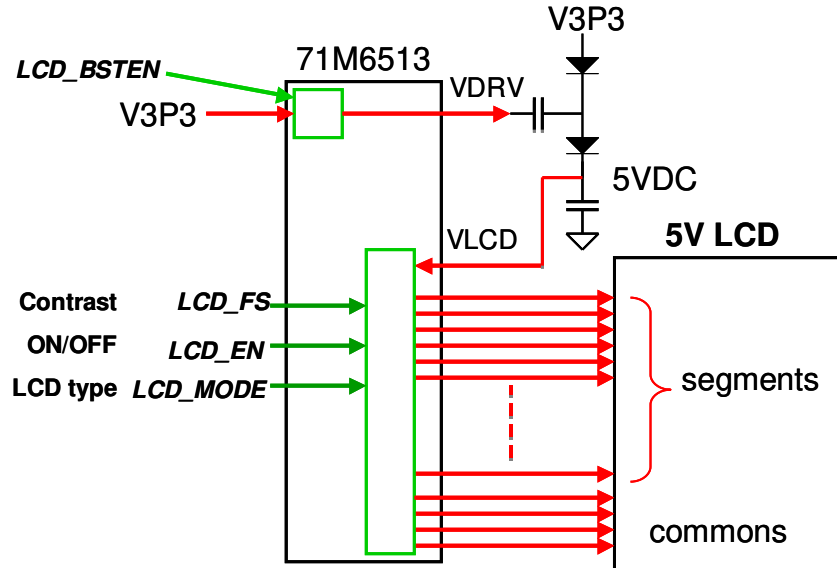 V3P3
71M6513
LCD_BSTEN
VDRV
V3P3
5VDC
VLCD
5V LCD
Contrast LCD_FS
ON/OFF LCD_EN
LCD type LCD_MODE
segments
commons